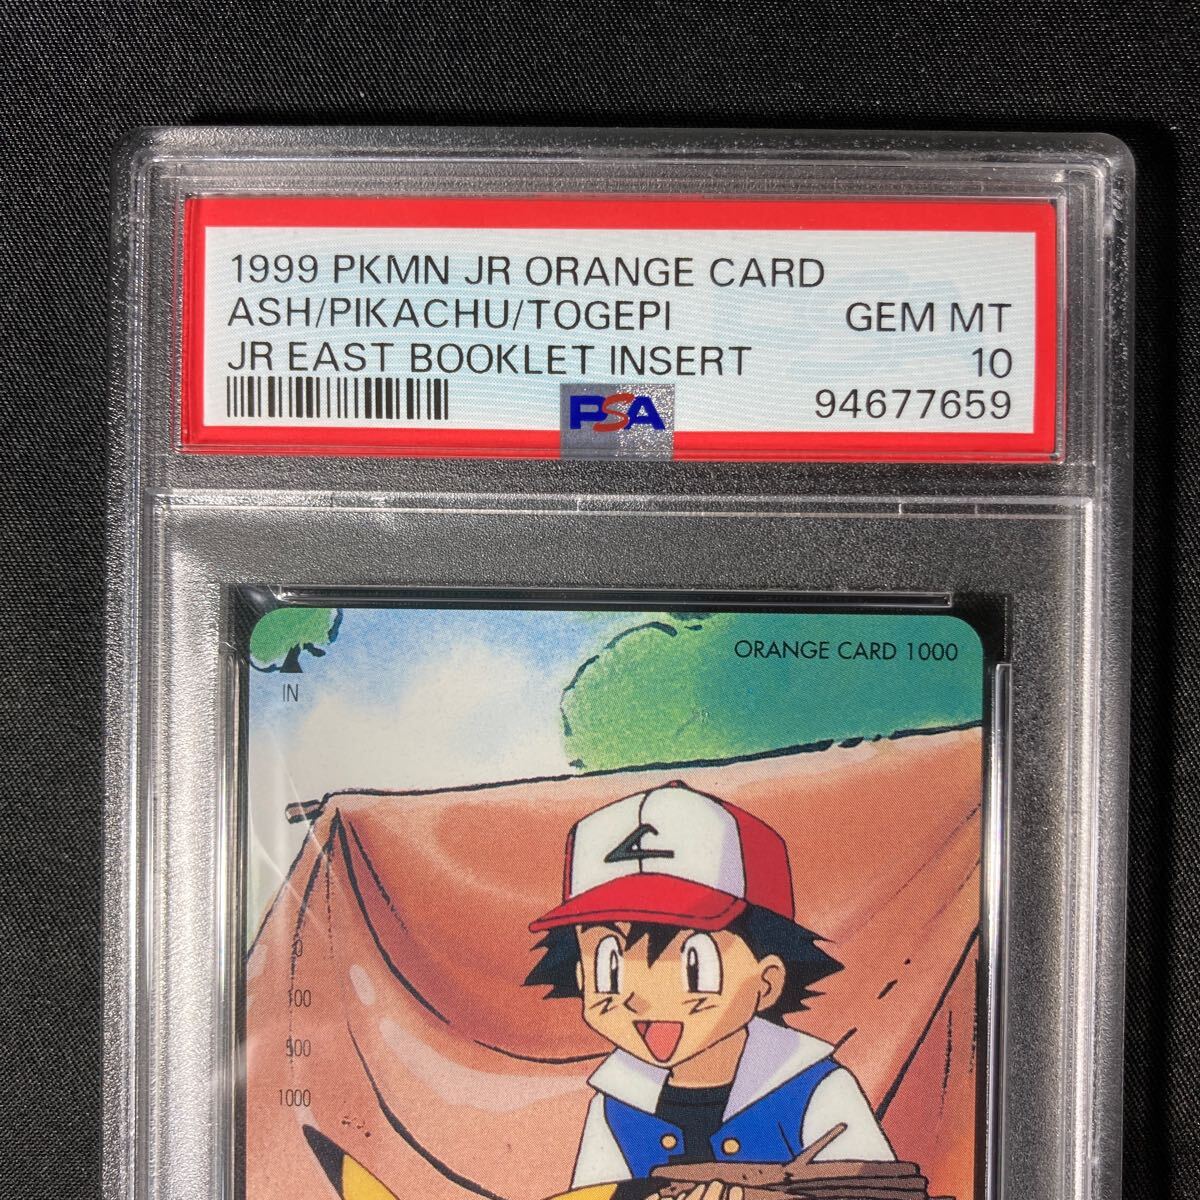 1999 PKMN JR ORANGE CARD
ASH/PIKACHU/TOGEPI
GEM MT
JR EAST BOOKLET INSERT
10
94677659
PSA
ORANGE CARD 1000
IN
0
100
500
1000